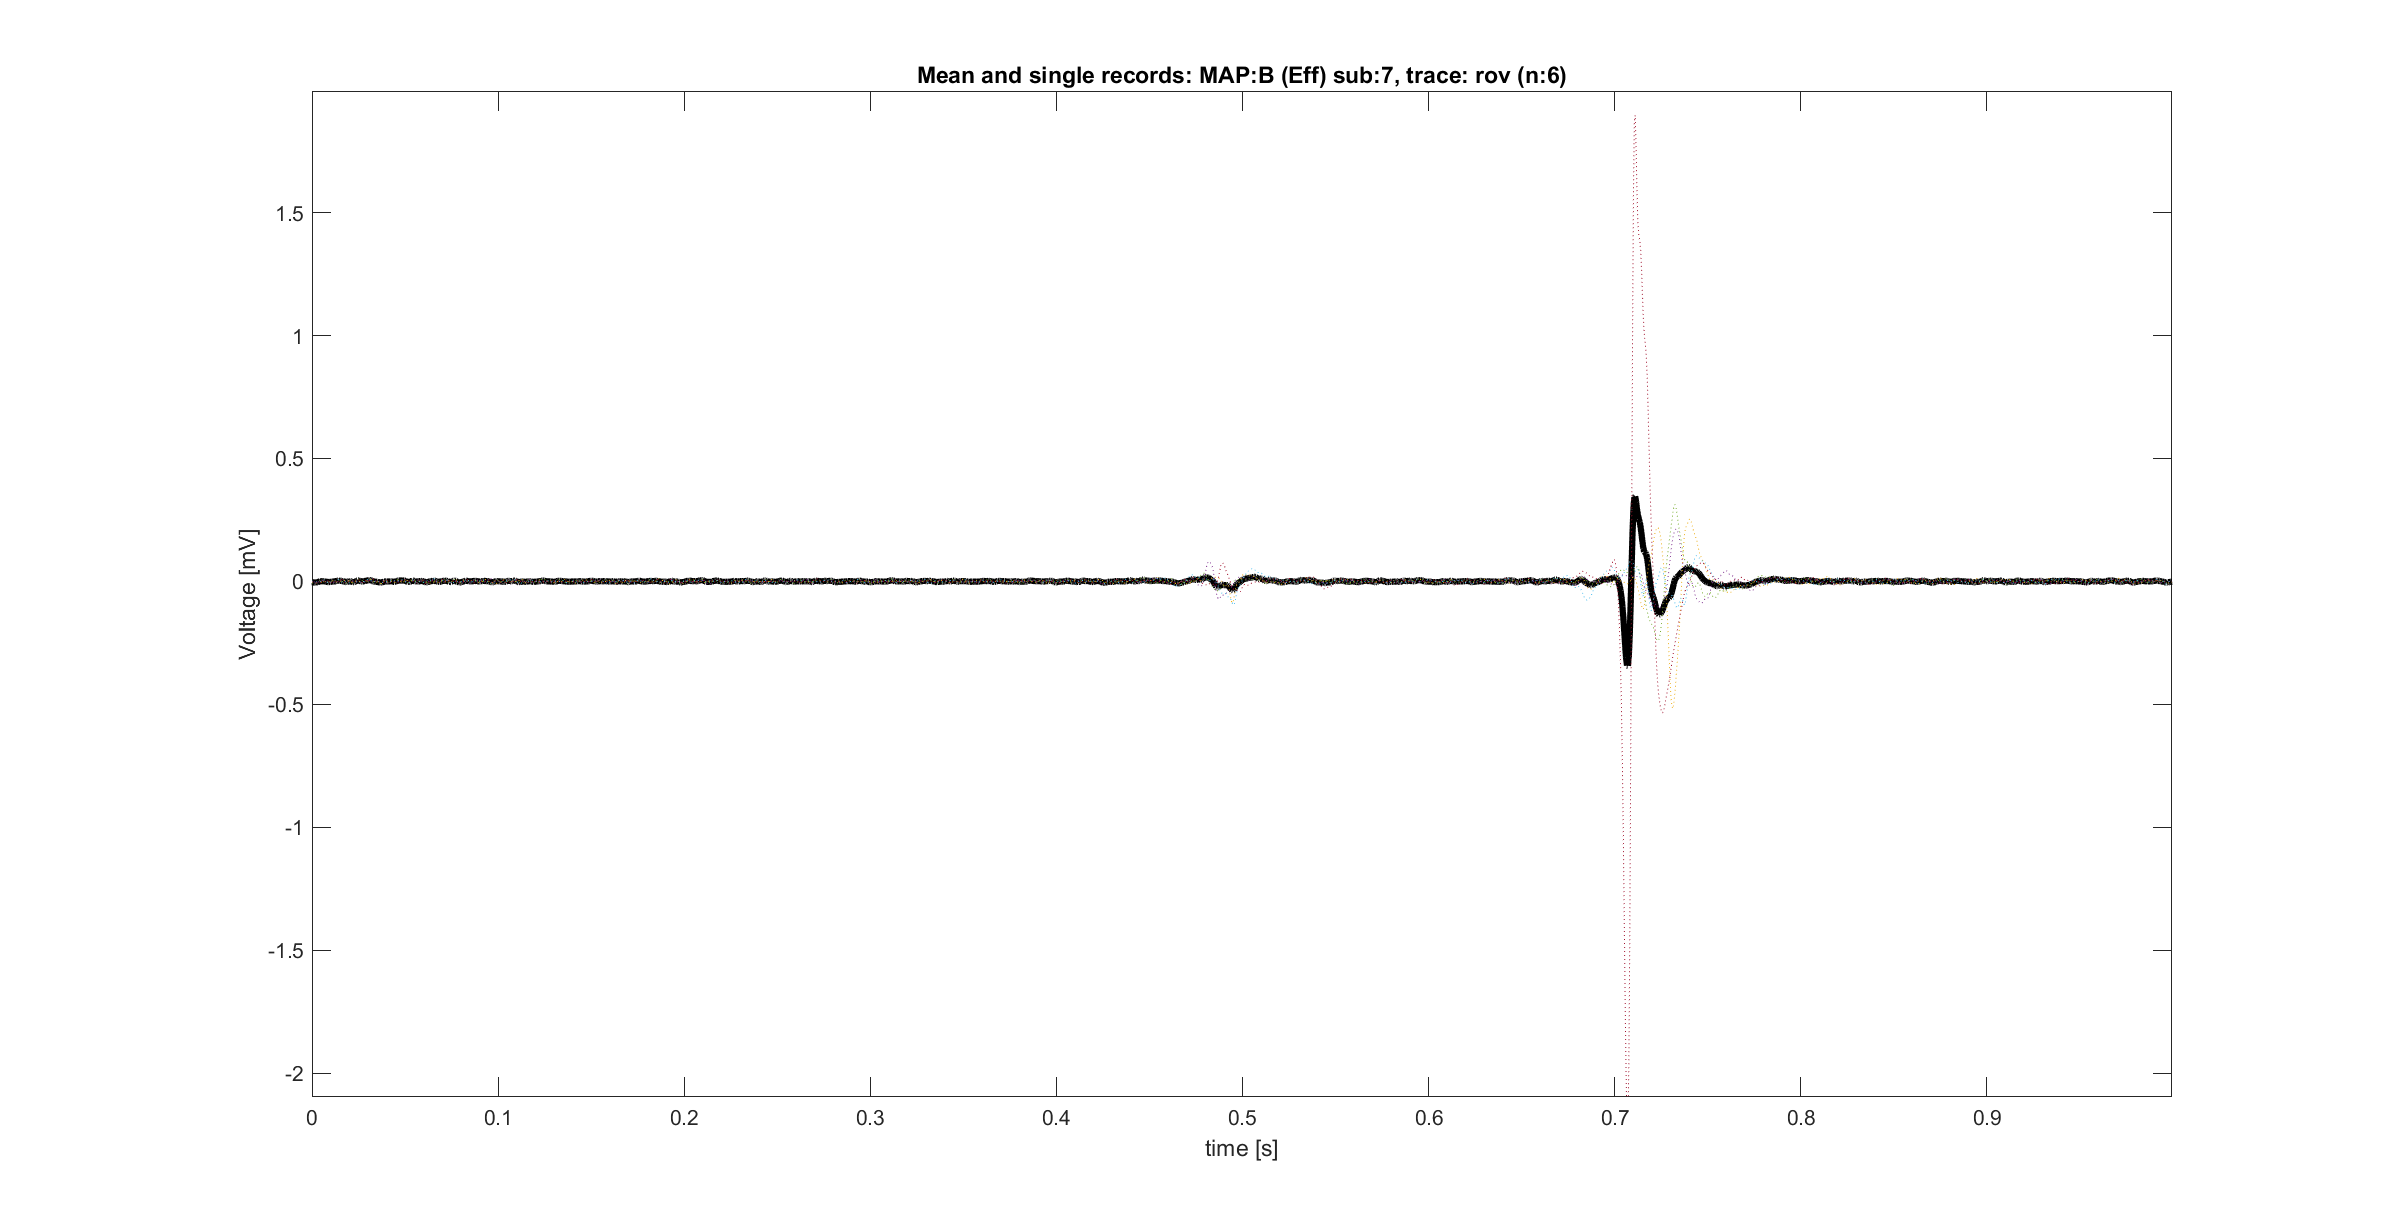 Mean and single records: MAP:B (Eff) sub:7, trace: rov (n:6)
1.5
1
0.5
0
-0.5
-1
-1.5
-2
Voltage [mV]
0 0.1 0.2 0.3 0.4 0.5 0.6 0.7 0.8 0.9
time [s]